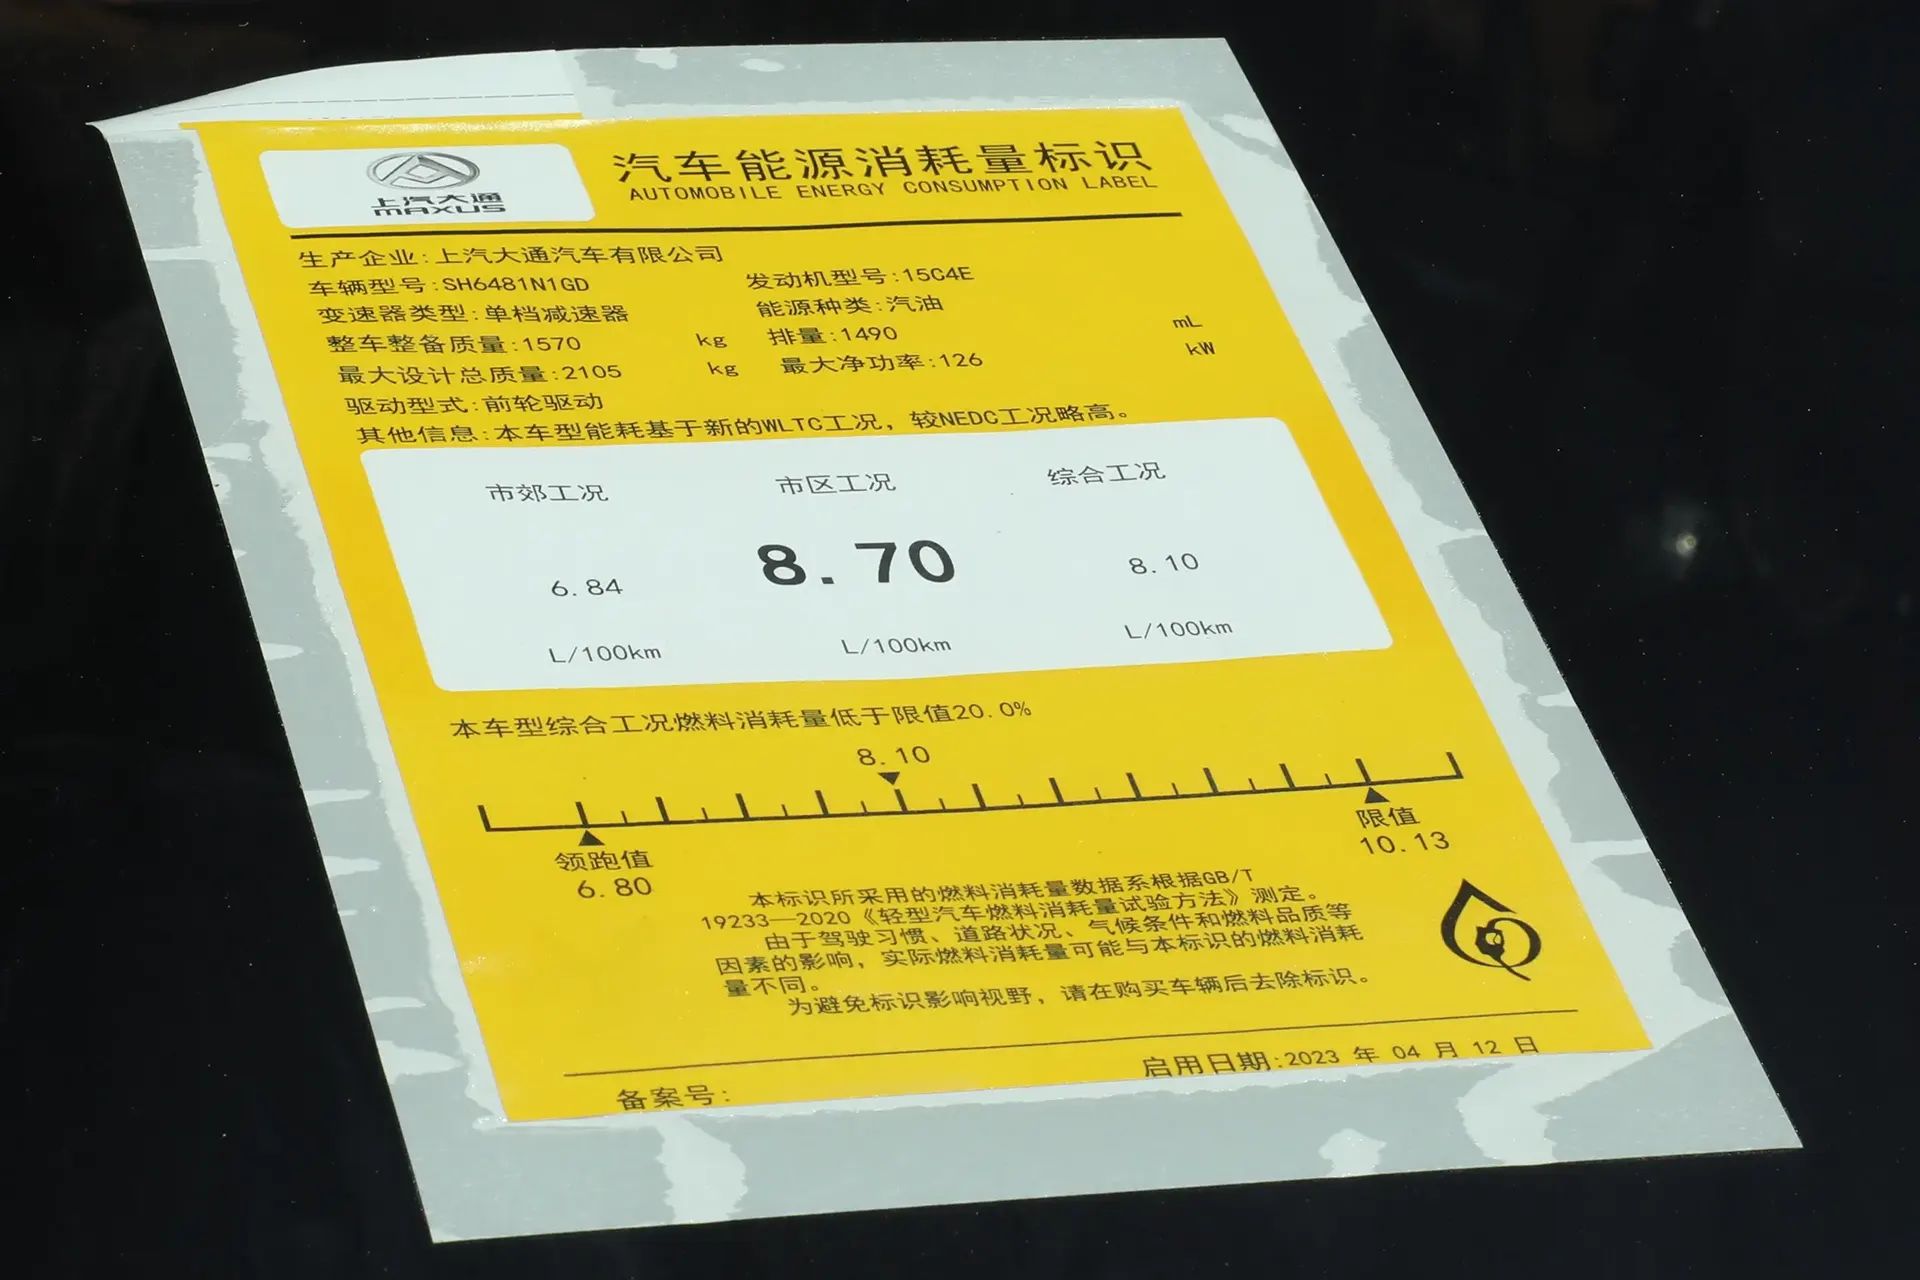 上汽大通
MAXUS
汽车能源消耗量标识
AUTOMOBILE ENERGY CONSUMPTION LABEL
生产企业:上汽大通汽车有限公司
车辆型号:SH6481N1GD 发动机型号:15C4E
变速器类型:单档减速器 能源种类:汽油
整车整备质量:1570 kg 排量:1490 mL
最大设计总质量:2105 kg 最大净功率:126 kW
驱动型式:前轮驱动
其他信息:本车型能耗基于新的WLTC工况，较NEDC工况略高。
市郊工况 市区工况 综合工况
6.84 8.70 8.10
L/100km L/100km L/100km
本车型综合工况燃料消耗量低于限值20.0%
8.10
领跑值 限值
6.80 10.13
本标识所采用的燃料消耗量数据系根据GB/T
19233—2020《轻型汽车燃料消耗量试验方法》测定。
由于驾驶习惯、道路状况、气候条件和燃料品质等
因素的影响，实际燃料消耗量可能与本标识的燃料消耗
量不同。
为避免标识影响视野，请在购买车辆后去除标识。
备案号: 启用日期:2023 年 04 月 12 日